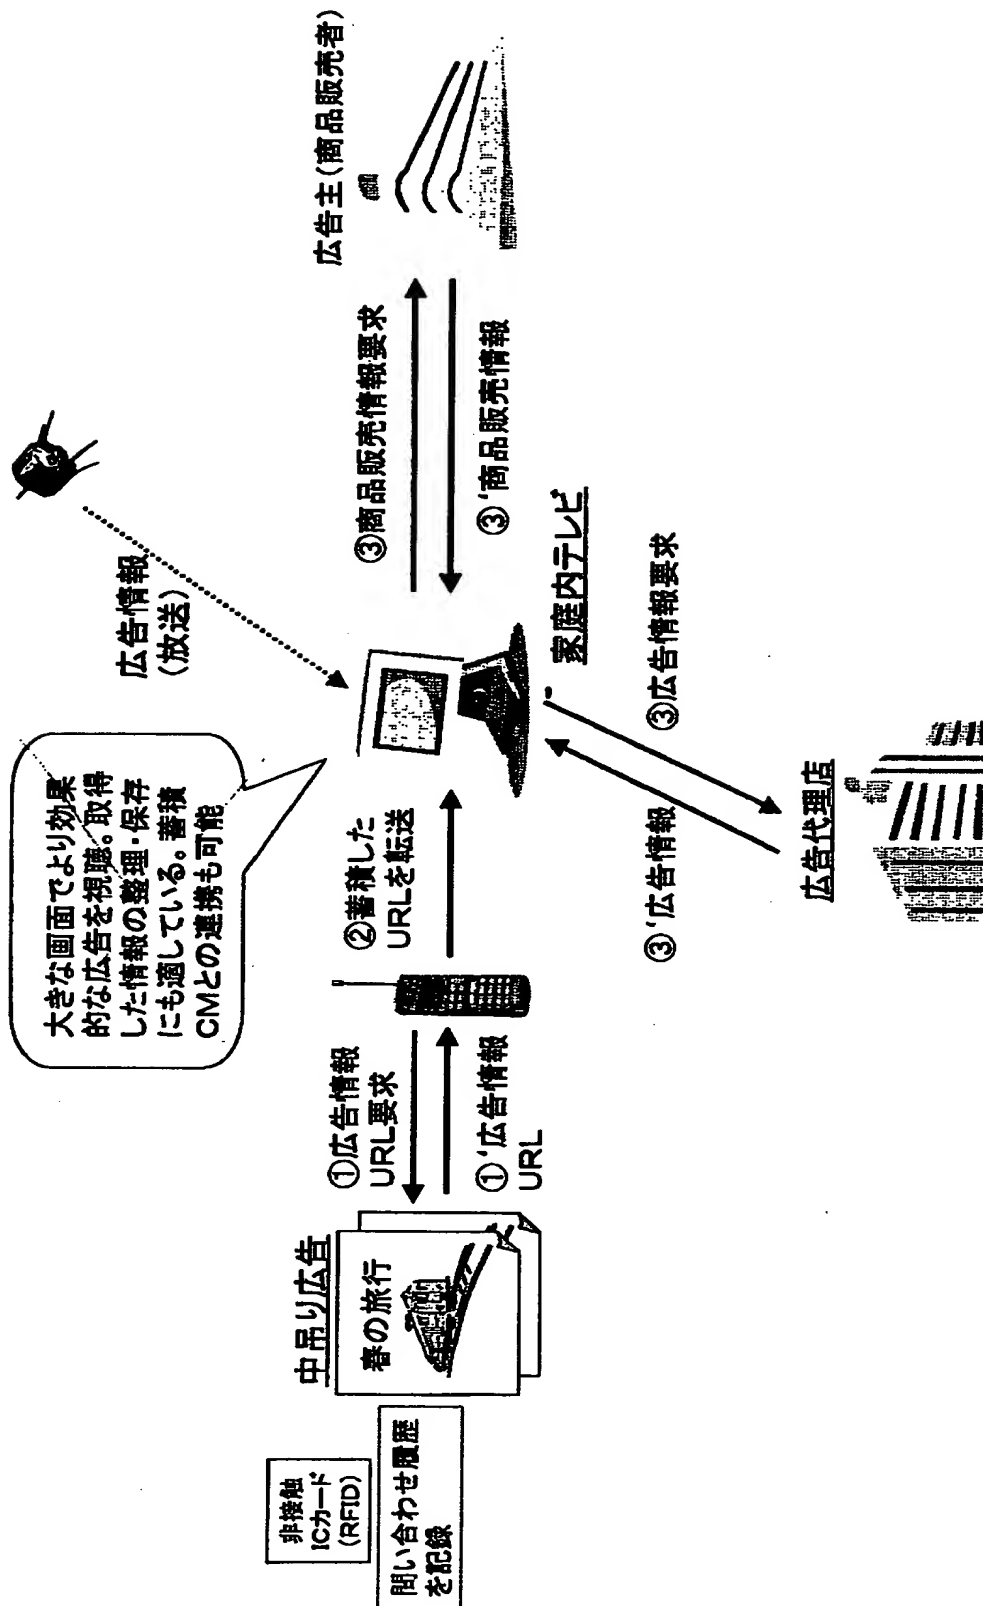 非接触
ICカード
(RFID)
問い合わせ履歴
を記録
中吊り広告
春の旅行
①広告情報
URL要求
①'広告情報
URL
大きな画面でより効果
的な広告を視聴。取得
した情報の整理・保存
にも適している。蓄積
CMとの連携も可能
②蓄積した
URLを転送
広告情報
(放送)
家庭内テレビ
③商品販売情報要求
③'商品販売情報
広告主(商品販売者)
③広告情報要求
③'広告情報
広告代理店